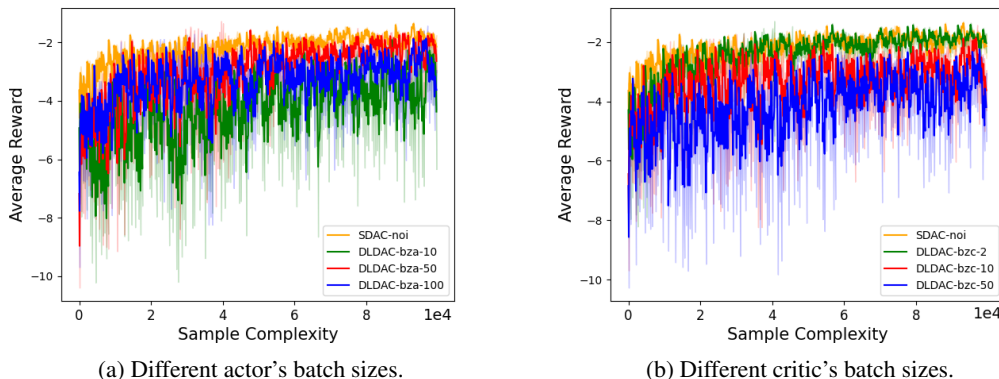 −2
−4
−6
−8
−10
Average Reward
0
2
4
6
8
1e4
Sample Complexity
SDAC-noi
DLDAC-bza-10
DLDAC-bza-50
DLDAC-bza-100
(a) Different actor's batch sizes.
−2
−4
−6
−8
−10
Average Reward
0
2
4
6
8
1e4
Sample Complexity
SDAC-noi
DLDAC-bzc-2
DLDAC-bzc-10
DLDAC-bzc-50
(b) Different critic's batch sizes.